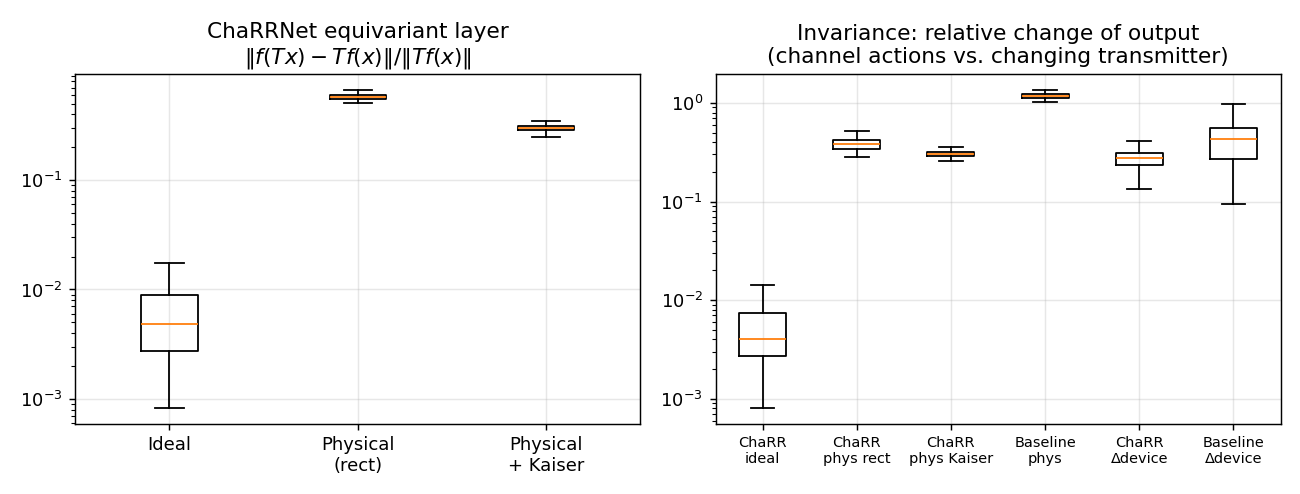 ChaRRNet equivariant layer
‖f(Tx) − Tf(x)‖/‖Tf(x)‖
10⁻¹
10⁻²
10⁻³
Ideal
Physical
(rect)
Physical
+ Kaiser
Invariance: relative change of output
(channel actions vs. changing transmitter)
10⁰
10⁻¹
10⁻²
10⁻³
ChaRR
ideal
ChaRR
phys rect
ChaRR
phys Kaiser
Baseline
phys
ChaRR
Δdevice
Baseline
Δdevice